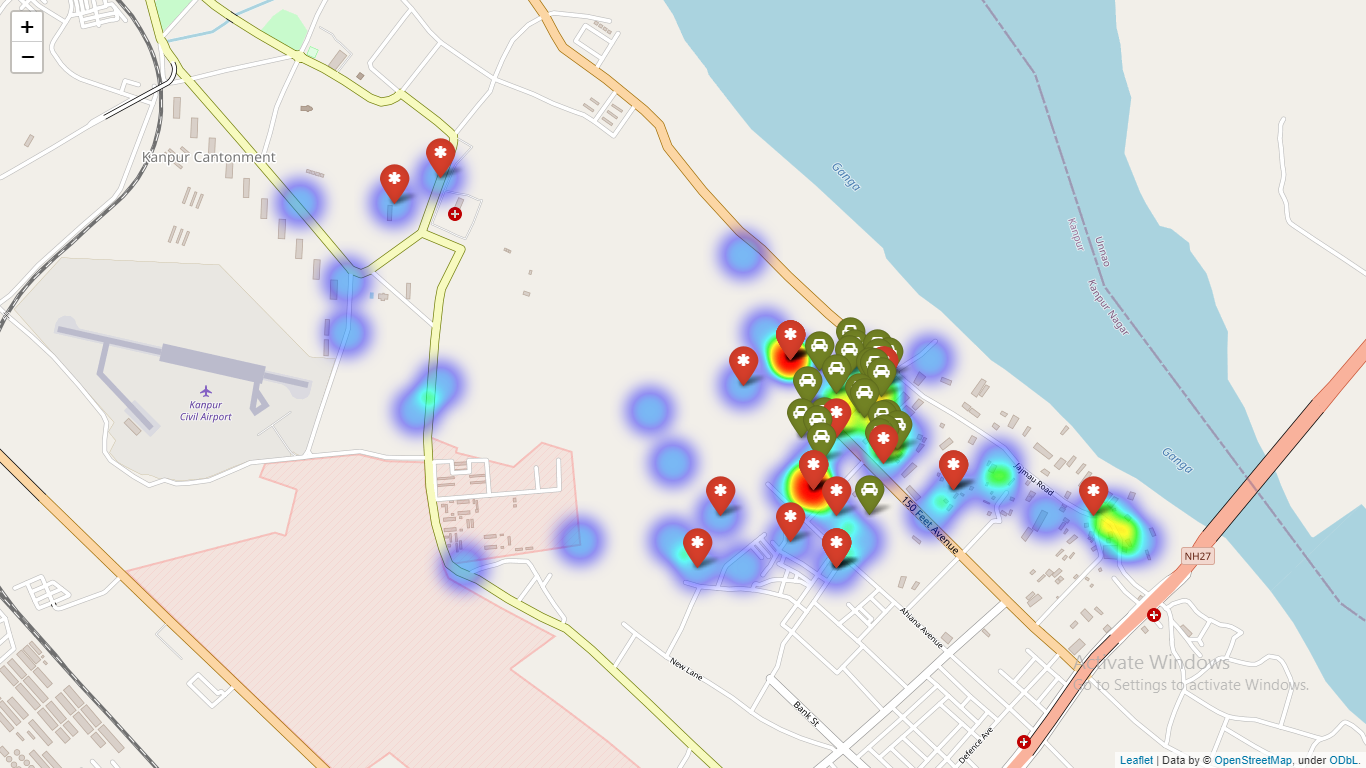 +
−
Kanpur Cantonment
Ganga
Kanpur
Unnao
Kanpur Nagar
Kanpur
Civil Airport
Ganga
Jajmau Road
150 Feet Avenue
NH27
Ahiana Avenue
New Lane
Bank St
Defence Ave
Activate Windows
Go to Settings to activate Windows.
Leaflet | Data by © OpenStreetMap, under ODbL.